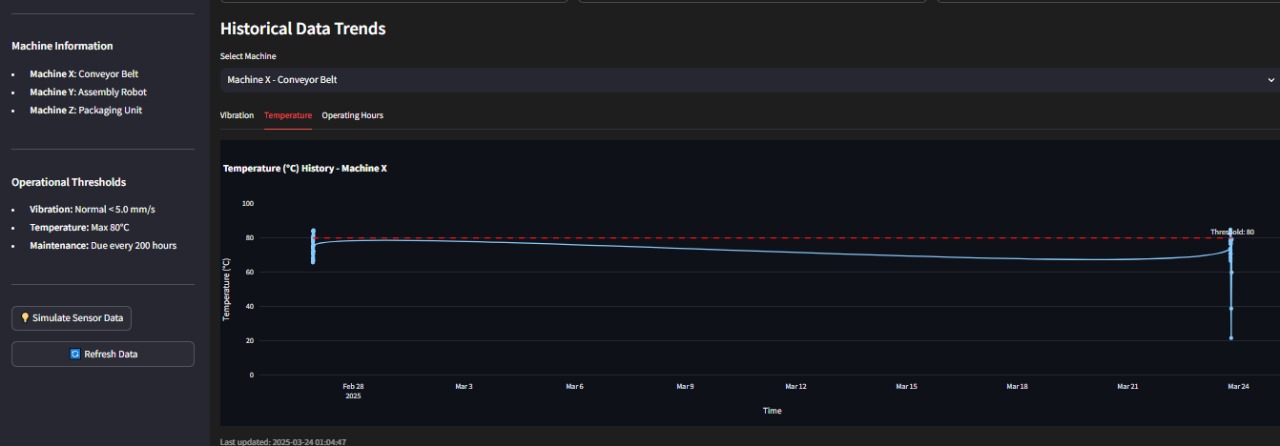 Machine Information
Machine X: Conveyor Belt
Machine Y: Assembly Robot
Machine Z: Packaging Unit
Operational Thresholds
Vibration: Normal < 5.0 mm/s
Temperature: Max 80°C
Maintenance: Due every 200 hours
Simulate Sensor Data
Refresh Data
Historical Data Trends
Select Machine
Machine X - Conveyor Belt
Vibration Temperature Operating Hours
Temperature (°C) History - Machine X
100
80
60
40
20
0
Temperature (°C)
Threshold: 80
Feb 28 Mar 3 Mar 6 Mar 9 Mar 12 Mar 15 Mar 18 Mar 21 Mar 24
2025
Time
Last updated: 2025-03-24 01:04:47